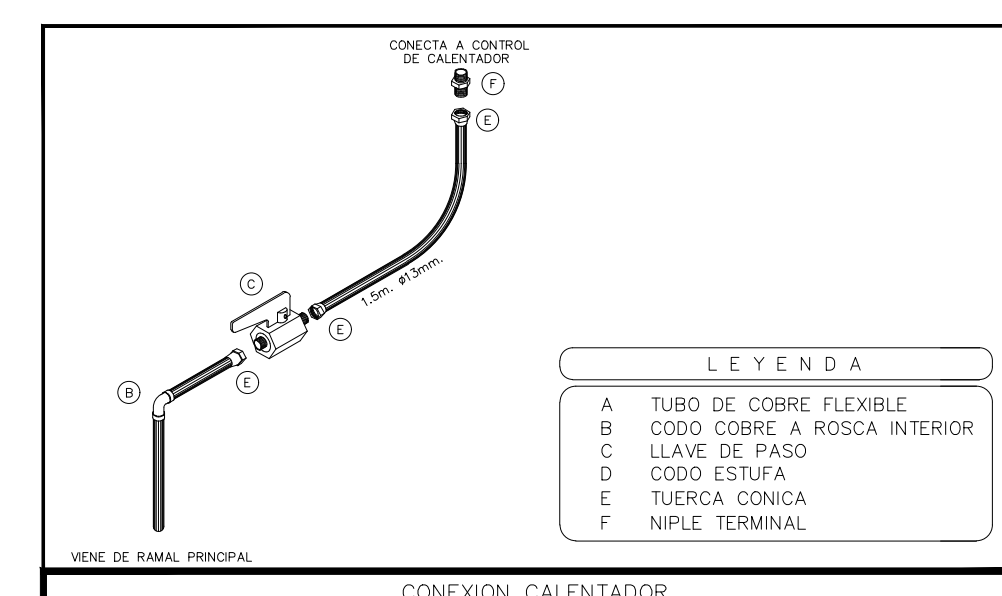 CONECTA A CONTROL
DE CALENTADOR
F
E
C
1.5m. ø13mm.
E
E
B
VIENE DE RAMAL PRINCIPAL
LEYENDA
A TUBO DE COBRE FLEXIBLE
B CODO COBRE A ROSCA INTERIOR
C LLAVE DE PASO
D CODO ESTUFA
E TUERCA CONICA
F NIPLE TERMINAL
CONEXION CALENTADOR